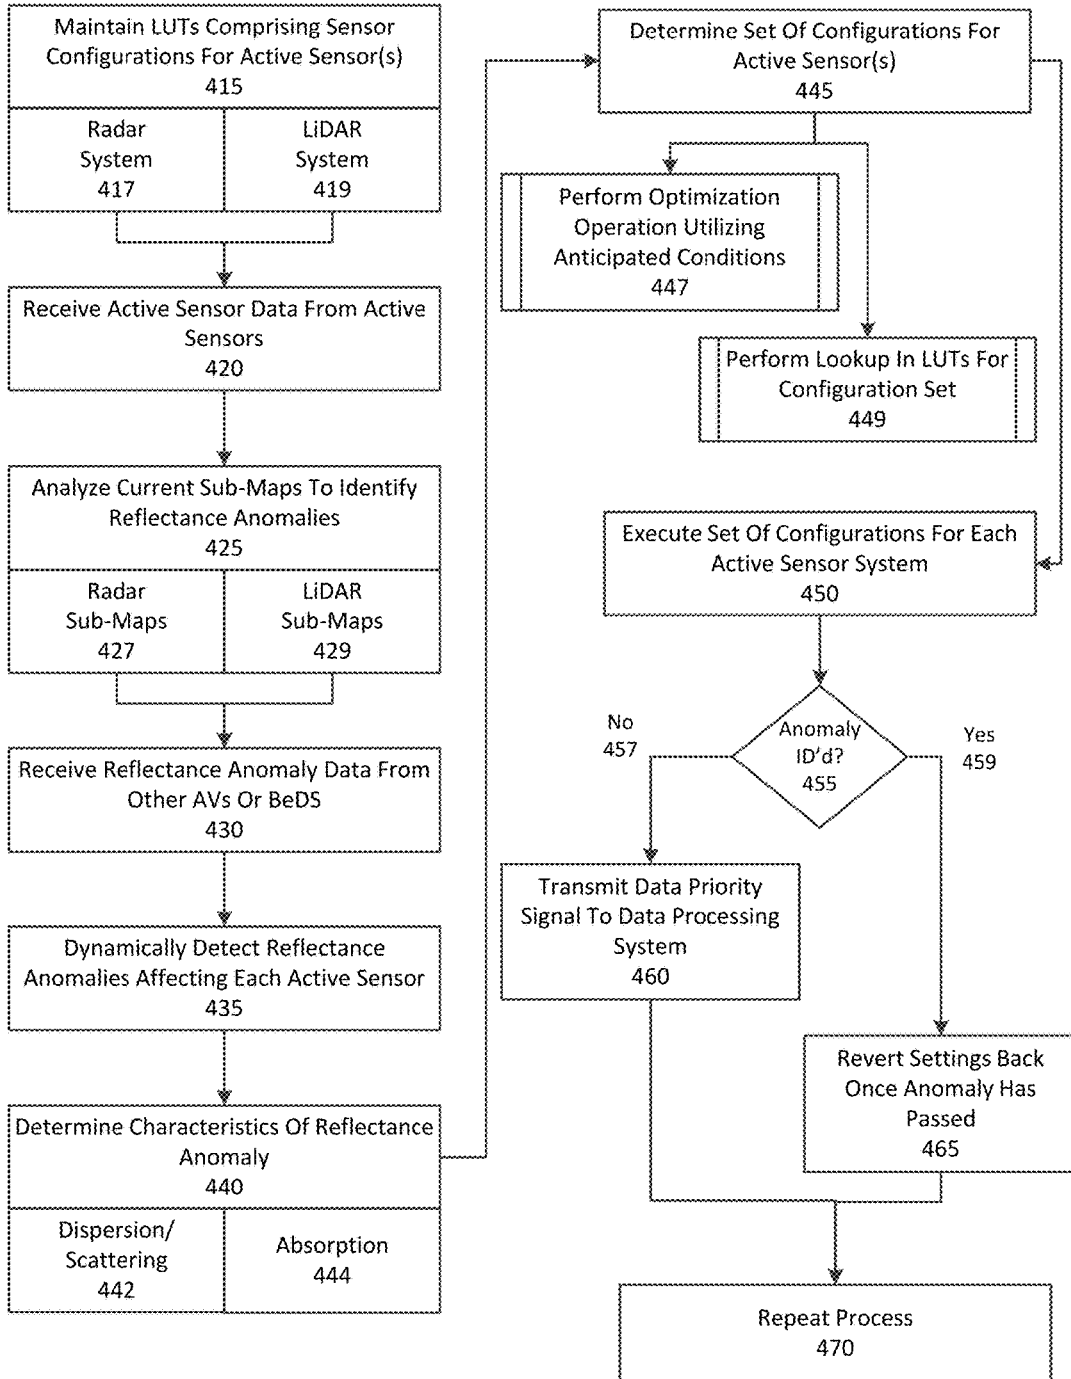 Maintain LUTs Comprising Sensor
Configurations For Active Sensor(s)
415
Radar
System
417
LiDAR
System
419
Receive Active Sensor Data From Active
Sensors
420
Analyze Current Sub-Maps To Identify
Reflectance Anomalies
425
Radar
Sub-Maps
427
LiDAR
Sub-Maps
429
Receive Reflectance Anomaly Data From
Other AVs Or BeDS
430
Dynamically Detect Reflectance
Anomalies Affecting Each Active Sensor
435
Determine Characteristics Of Reflectance
Anomaly
440
Dispersion/
Scattering
442
Absorption
444
Determine Set Of Configurations For
Active Sensor(s)
445
Perform Optimization
Operation Utilizing
Anticipated Conditions
447
Perform Lookup In LUTs For
Configuration Set
449
Execute Set Of Configurations For Each
Active Sensor System
450
Anomaly
ID'd?
455
No
457
Yes
459
Transmit Data Priority
Signal To Data Processing
System
460
Revert Settings Back
Once Anomaly Has
Passed
465
Repeat Process
470